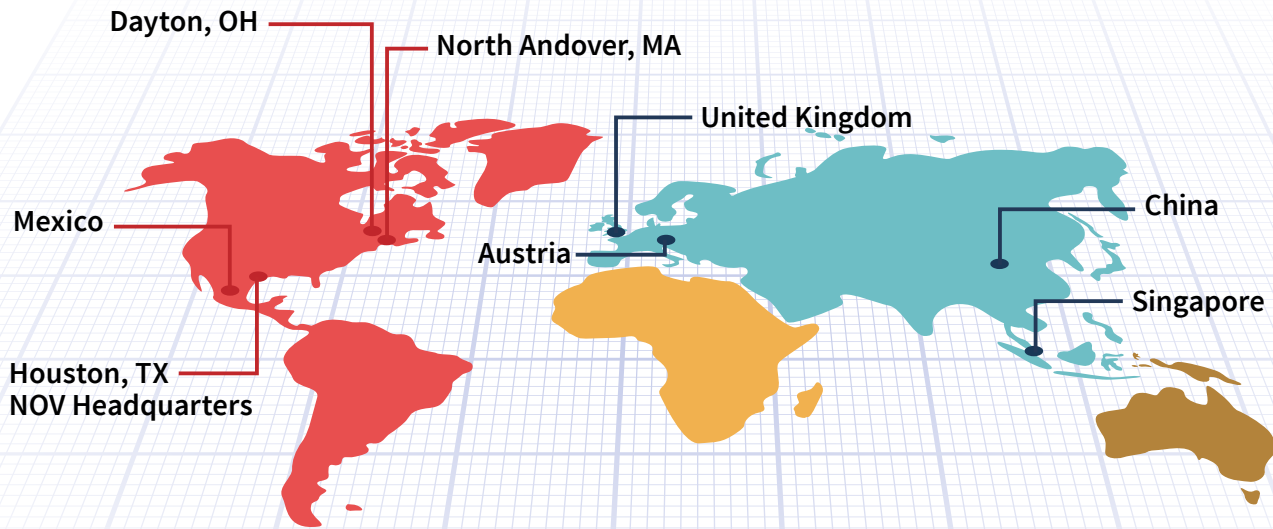 Dayton, OH
North Andover, MA
United Kingdom
China
Mexico
Austria
Singapore
Houston, TX
NOV Headquarters